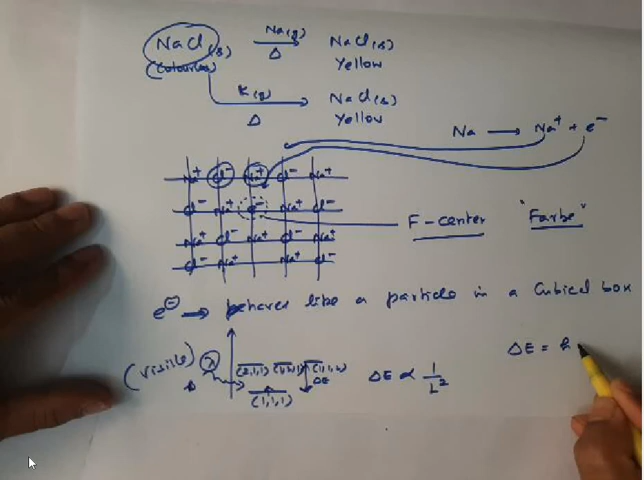 NaCl(s) Na(g) Δ NaCl(s)
(Colourless) Yellow
K(g) Δ NaCl(s)
Yellow
Na → Na⁺ + e⁻
Na⁺ Cl⁻ Na⁺ Cl⁻ Na⁺
Cl⁻ Na⁺ e⁻ Na⁺ Cl⁻ F-center "Farbe"
Na⁺ Cl⁻ Na⁺ Cl⁻ Na⁺
Cl⁻ Na⁺ Cl⁻ Na⁺ Cl⁻
e⊖ → behaves like a particle in a Cubical box
(Visible) λ (2,1,1) (1,2,1) (1,1,2) ΔE ΔE ∝ 1/L² ΔE = h
(1,1,1)